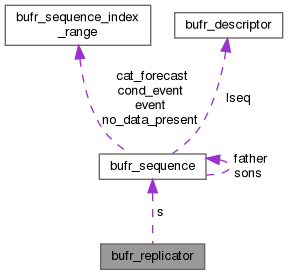 bufr_sequence_index
_range
bufr_descriptor
cat_forecast
cond_event
event
no_data_present
lseq
bufr_sequence
father
sons
s
bufr_replicator